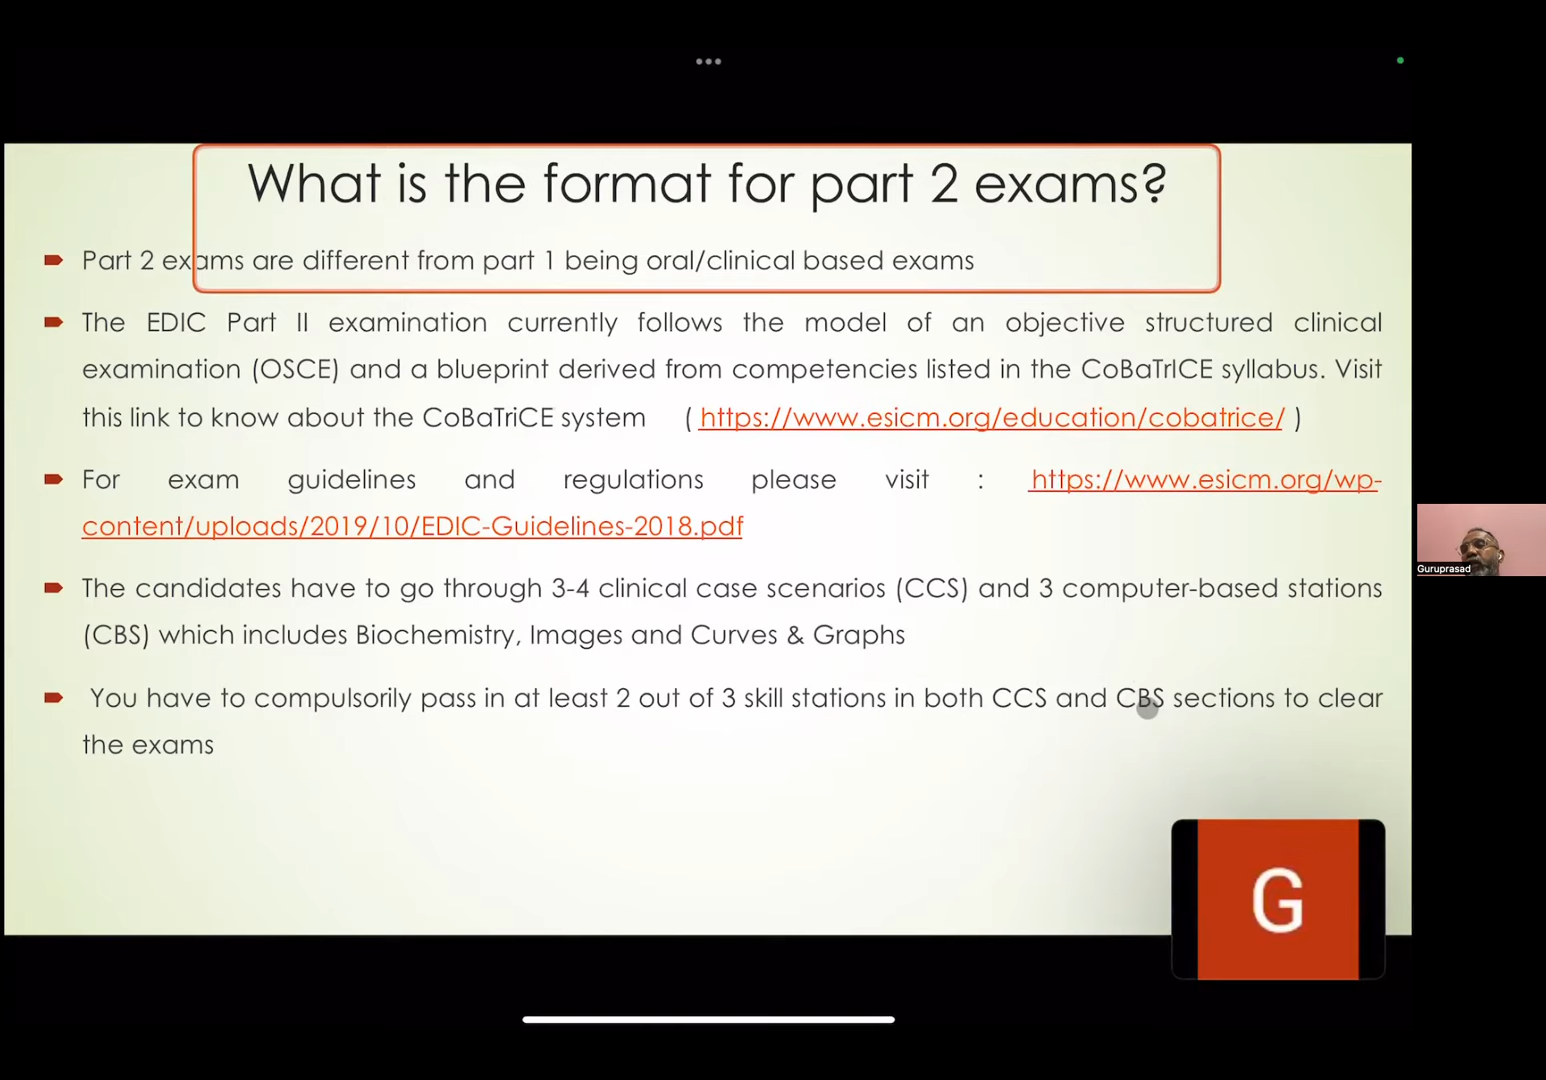 What is the format for part 2 exams?
Part 2 exams are different from part 1 being oral/clinical based exams
The EDIC Part II examination currently follows the model of an objective structured clinical
examination (OSCE) and a blueprint derived from competencies listed in the CoBaTrICE syllabus. Visit
this link to know about the CoBaTriCE system ( https://www.esicm.org/education/cobatrice/ )
For exam guidelines and regulations please visit : https://www.esicm.org/wp-
content/uploads/2019/10/EDIC-Guidelines-2018.pdf
The candidates have to go through 3-4 clinical case scenarios (CCS) and 3 computer-based stations
(CBS) which includes Biochemistry, Images and Curves & Graphs
You have to compulsorily pass in at least 2 out of 3 skill stations in both CCS and CBS sections to clear
the exams
G
Guruprasad